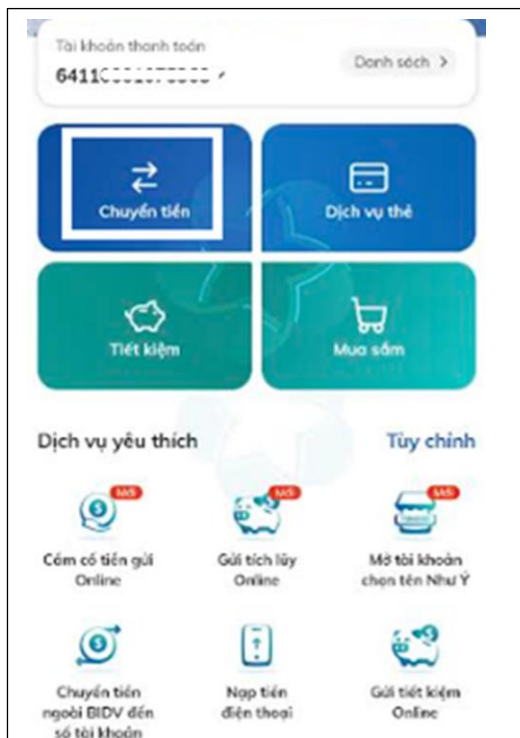 Tài khoản thanh toán
Danh sách >
6411
Chuyển tiền
Dịch vụ thẻ
Tiết kiệm
Mua sắm
Dịch vụ yêu thích
Tùy chỉnh
Mới
Mới
Mới
Cầm cố tiền gửi
Online
Gửi tích lũy
Online
Mở tài khoản
chọn tên Như Ý
Chuyển tiền
ngoài BIDV đến
số tài khoản
Nạp tiền
điện thoại
Gửi tiết kiệm
Online